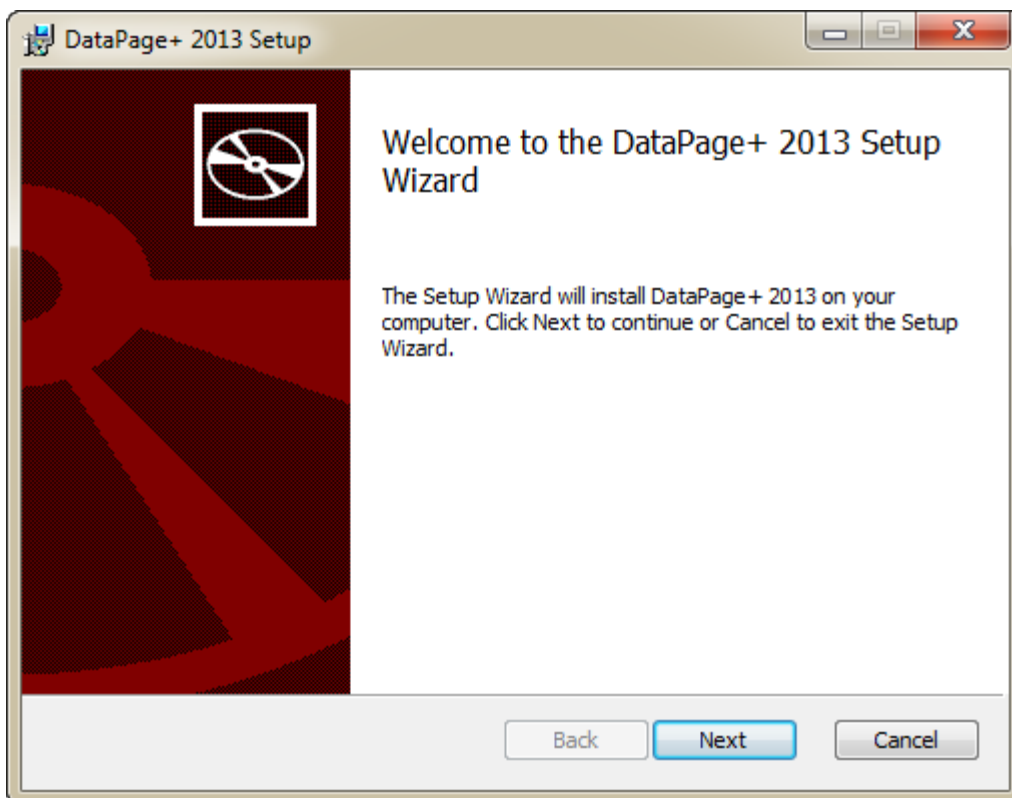 DataPage+ 2013 Setup
Welcome to the DataPage+ 2013 Setup
Wizard
The Setup Wizard will install DataPage+ 2013 on your
computer. Click Next to continue or Cancel to exit the Setup
Wizard.
Back Next Cancel